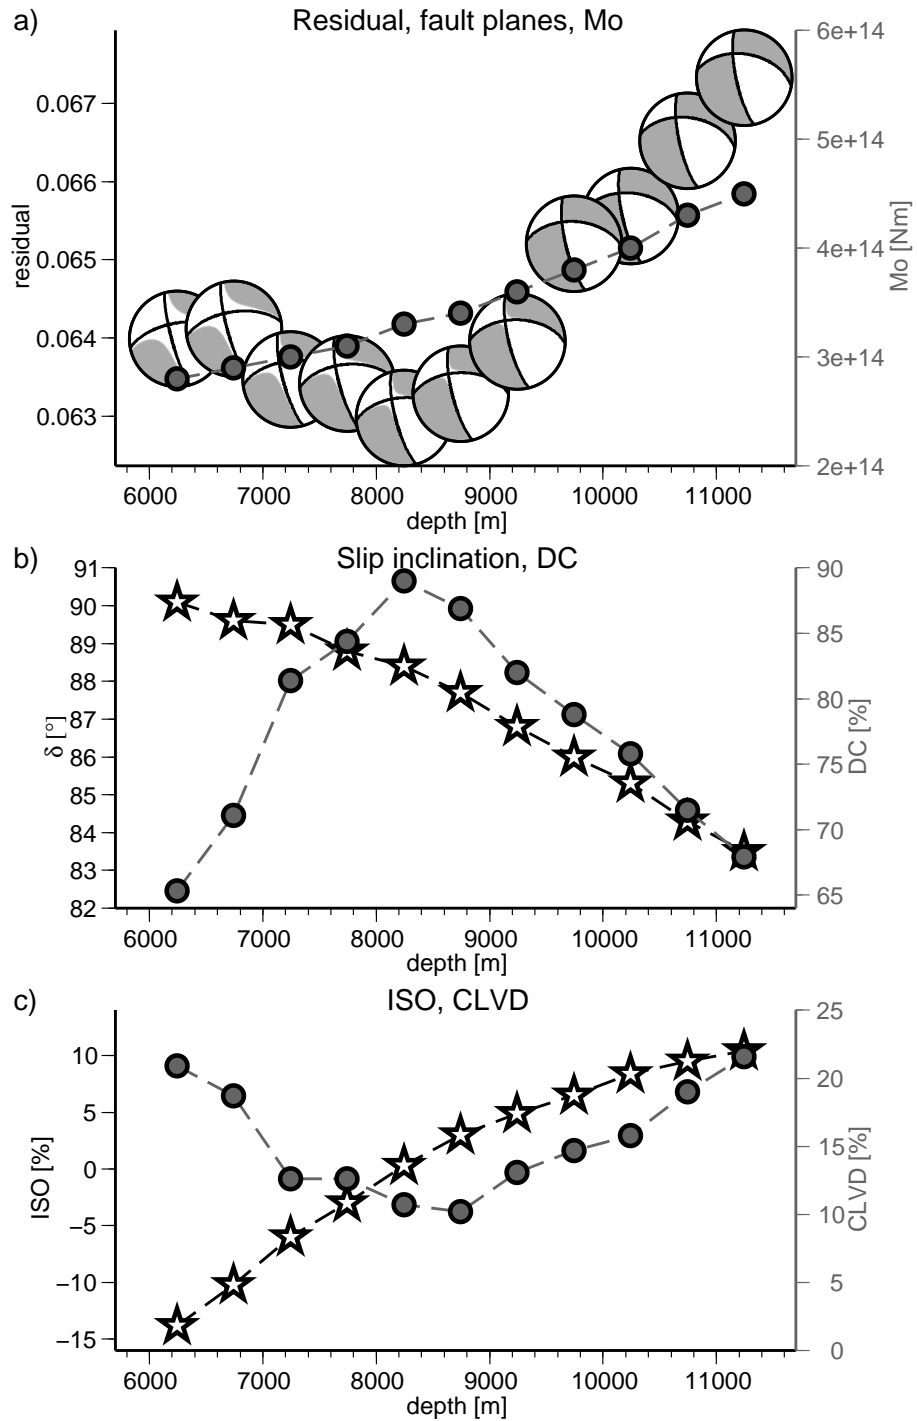 a) Residual, fault planes, Mo
6e+14
0.067
5e+14
0.066
residual
0.065
4e+14
Mo [Nm]
0.064
3e+14
0.063
2e+14
6000 7000 8000 9000 10000 11000
depth [m]
b) Slip inclination, DC
91 90
90
89 85
88 80
87
δ [°]
86 75
DC [%]
85
84 70
83
65
82
6000 7000 8000 9000 10000 11000
depth [m]
c) ISO, CLVD
25
10
20
5
ISO [%]
0 15
CLVD [%]
−5 10
−10 5
−15
0
6000 7000 8000 9000 10000 11000
depth [m]